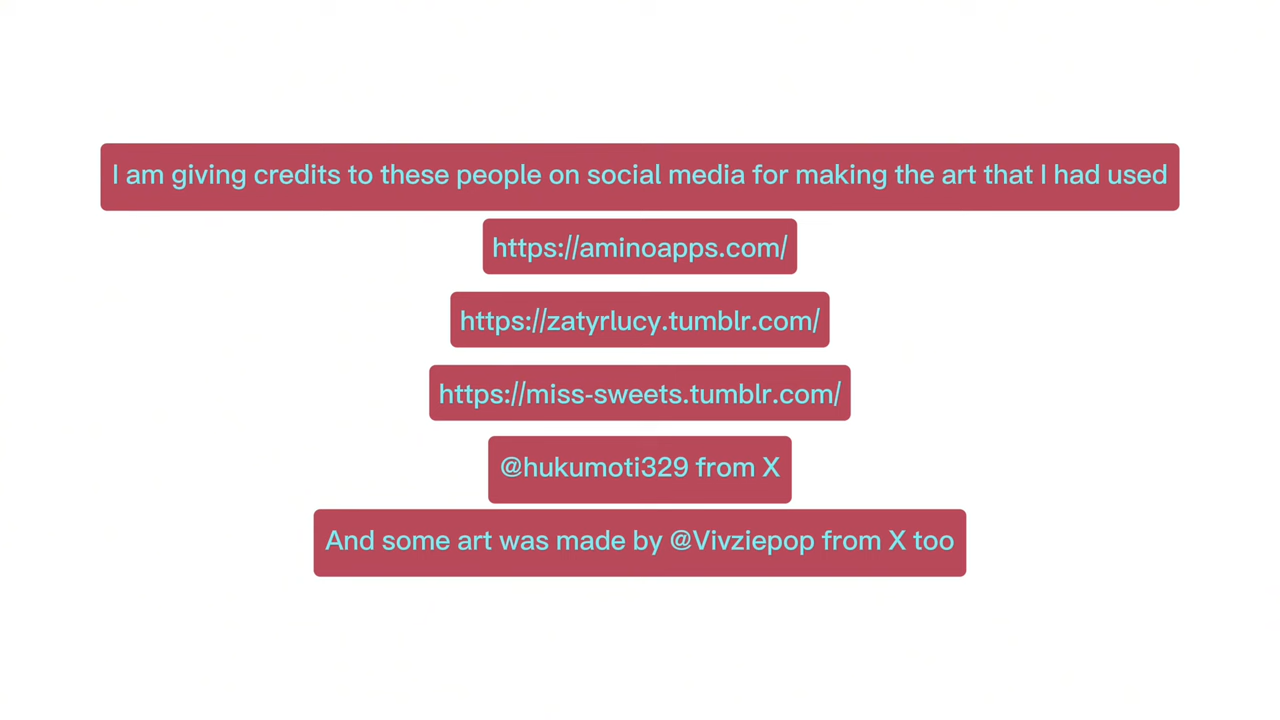 I am giving credits to these people on social media for making the art that I had used
https://aminoapps.com/
https://zatyrlucy.tumblr.com/
https://miss-sweets.tumblr.com/
@hukumoti329 from X
And some art was made by @Vivziepop from X too